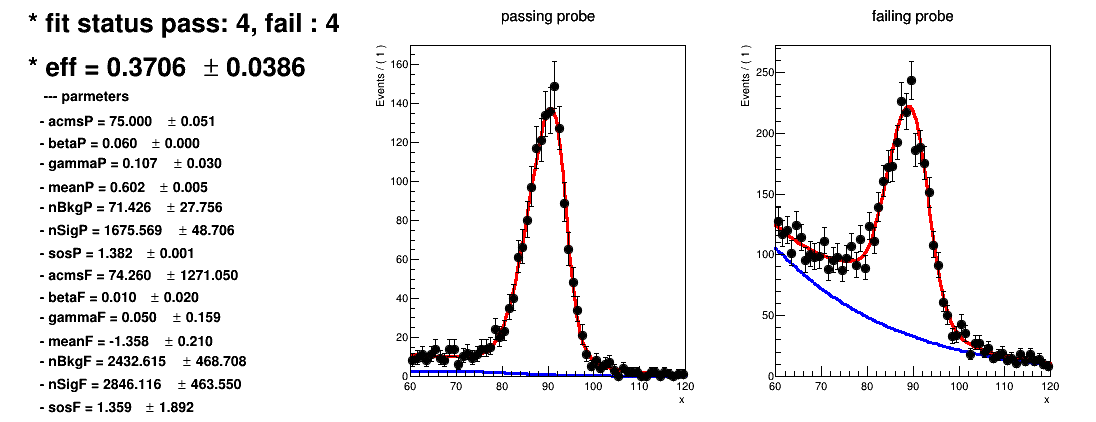 * fit status pass: 4, fail : 4
* eff = 0.3706 ± 0.0386
--- parmeters
- acmsP = 75.000 ± 0.051
- betaP = 0.060 ± 0.000
- gammaP = 0.107 ± 0.030
- meanP = 0.602 ± 0.005
- nBkgP = 71.426 ± 27.756
- nSigP = 1675.569 ± 48.706
- sosP = 1.382 ± 0.001
- acmsF = 74.260 ± 1271.050
- betaF = 0.010 ± 0.020
- gammaF = 0.050 ± 0.159
- meanF = -1.358 ± 0.210
- nBkgF = 2432.615 ± 468.708
- nSigF = 2846.116 ± 463.550
- sosF = 1.359 ± 1.892
passing probe
Events / ( 1 )
160
140
120
100
80
60
40
20
0
60 70 80 90 100 110 120
x
failing probe
Events / ( 1 )
250
200
150
100
50
0
60 70 80 90 100 110 120
x